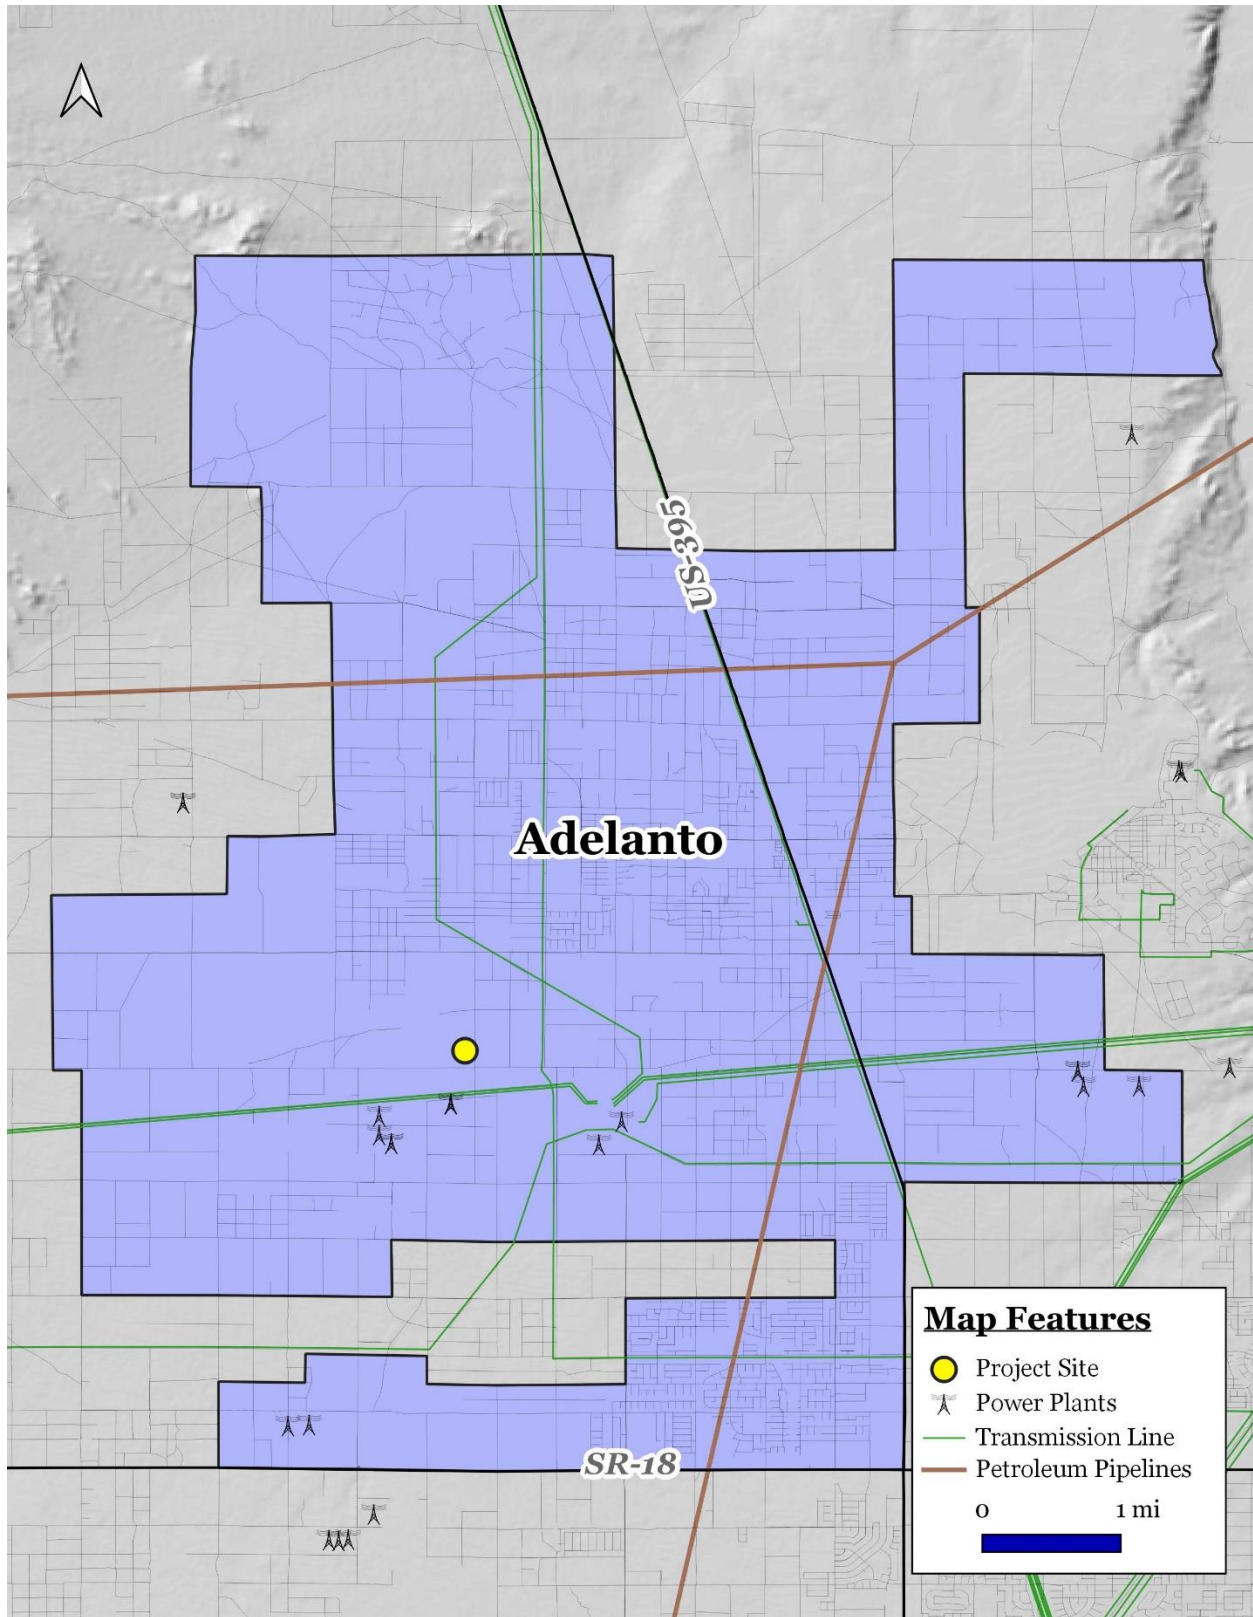 US-395
Adelanto
SR-18
Map Features
Project Site
Power Plants
Transmission Line
Petroleum Pipelines
0 1 mi